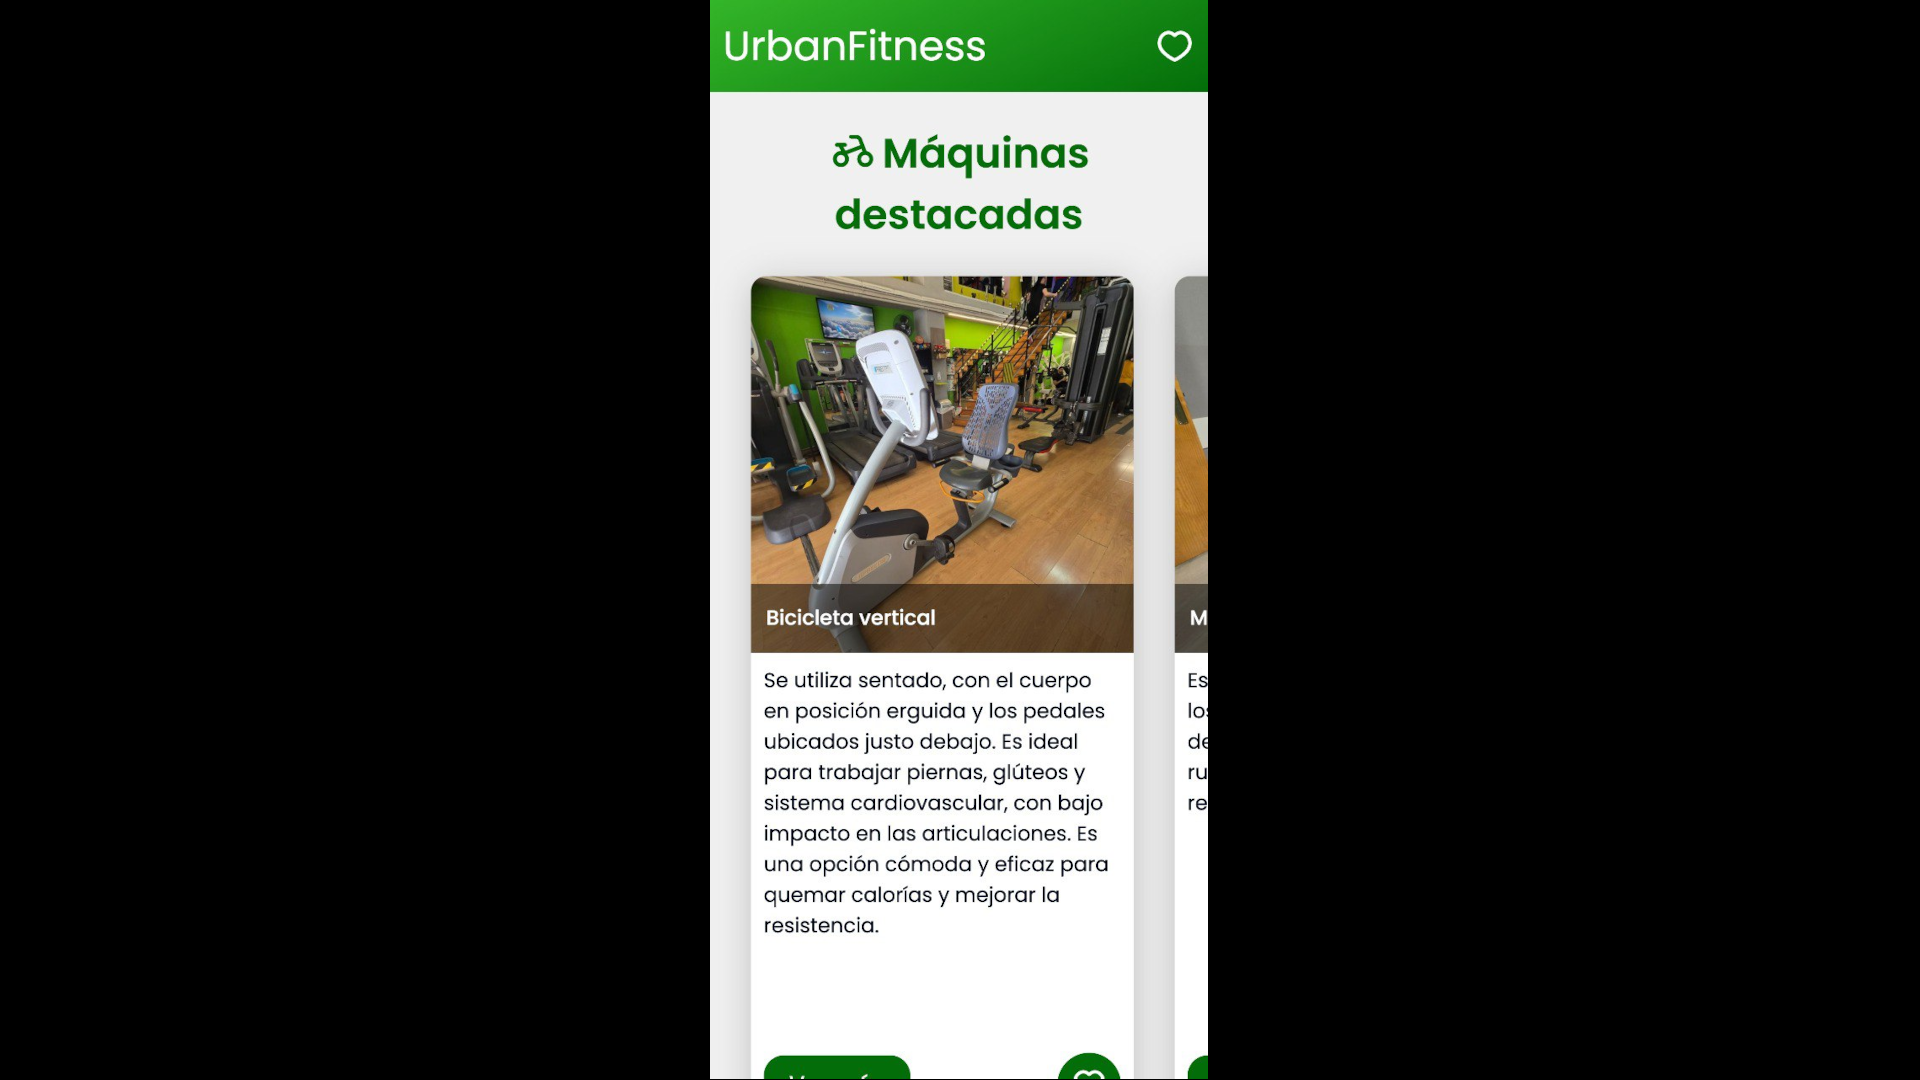 UrbanFitness
Máquinas
destacadas
Bicicleta vertical
M
Se utiliza sentado, con el cuerpo
en posición erguida y los pedales
ubicados justo debajo. Es ideal
para trabajar piernas, glúteos y
sistema cardiovascular, con bajo
impacto en las articulaciones. Es
una opción cómoda y eficaz para
quemar calorías y mejorar la
resistencia.
Es
los
de
ru
re